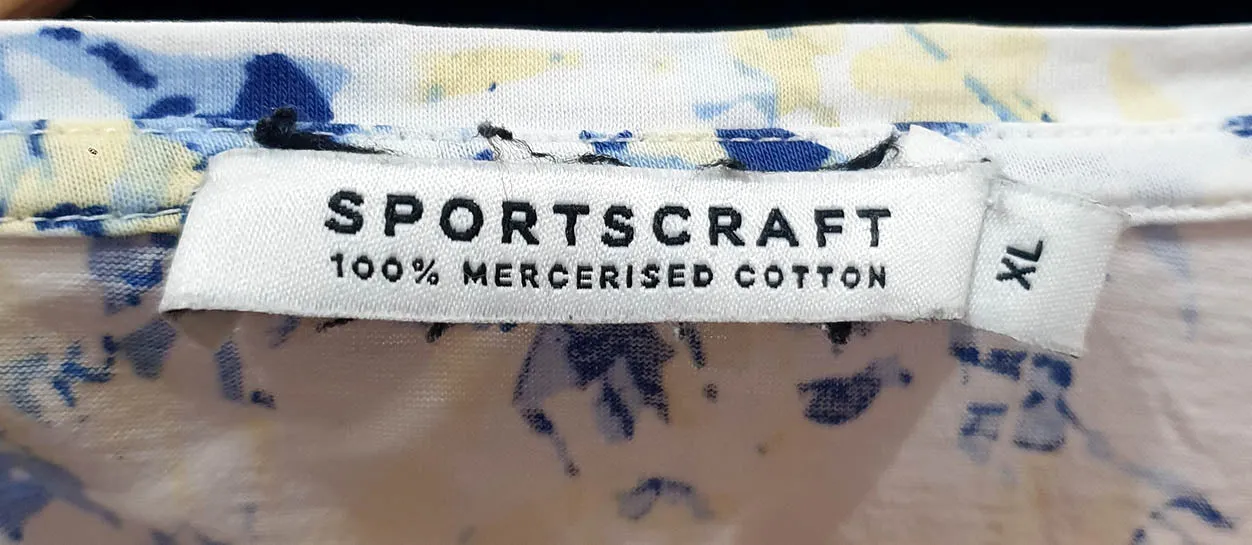 SPORTSCRAFT
100% MERCERISED COTTON
XL